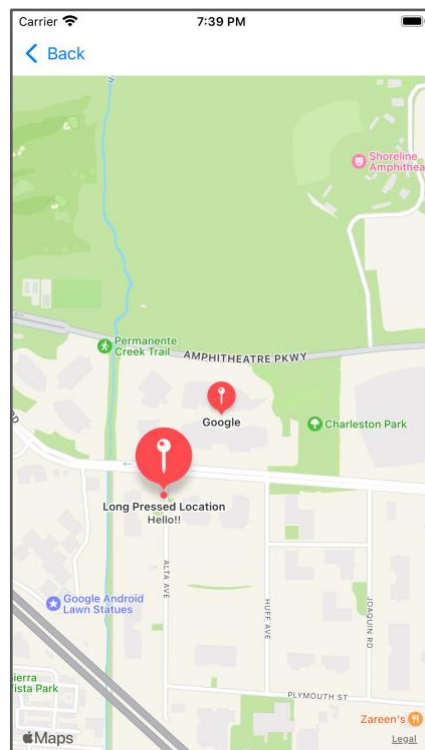 Carrier 7:39 PM
Back
Shoreline
Amphithea
Permanente
Creek Trail
AMPHITHEATRE PKWY
Google
Charleston Park
RD
Long Pressed Location
Hello!!
ALTA AVE
HUFF AVE
JOAQUIN RD
Google Android
Lawn Statues
ierra
ista Park
PLYMOUTH ST
Zareen's
Maps
Legal